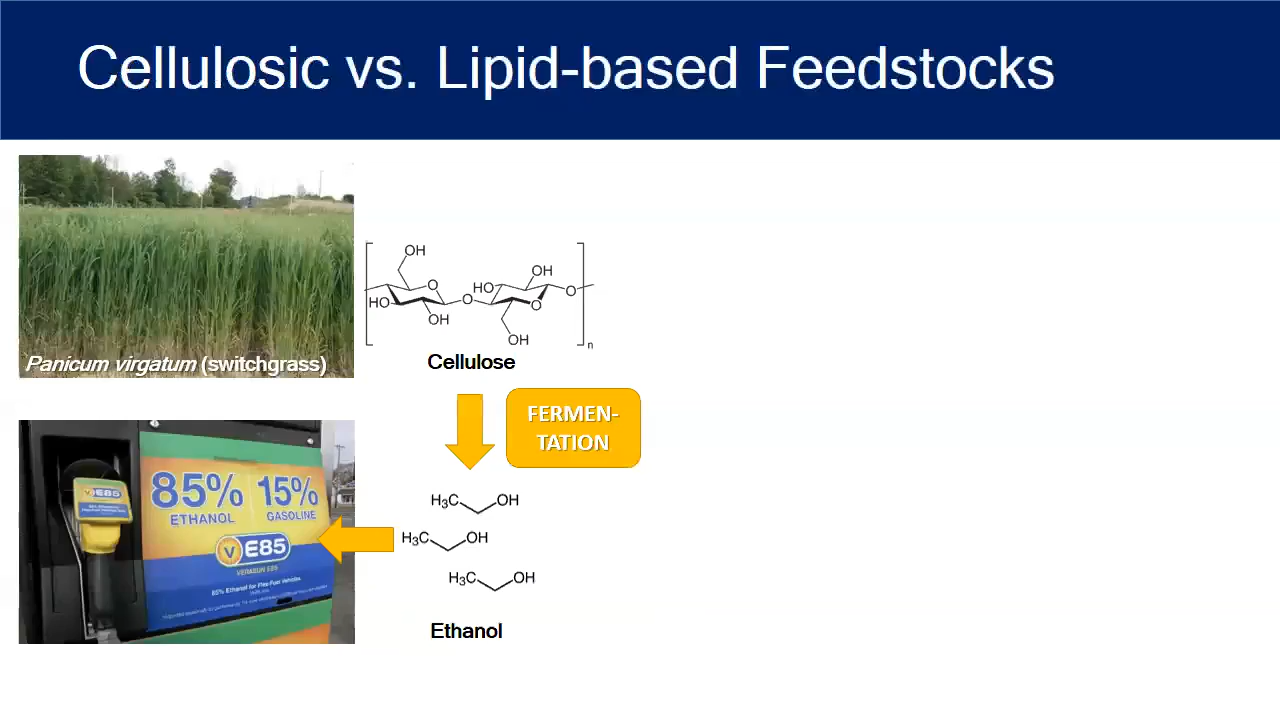 Cellulosic vs. Lipid-based Feedstocks
Panicum virgatum (switchgrass)
OH
O
HO
OH
O
HO
OH
O
O
OH
n
Cellulose
FERMEN-
TATION
85% 15%
ETHANOL GASOLINE
E85
V E85
VERASUN E85
85% Ethanol for Flex-Fuel Vehicles
H3C OH
H3C OH
H3C OH
Ethanol